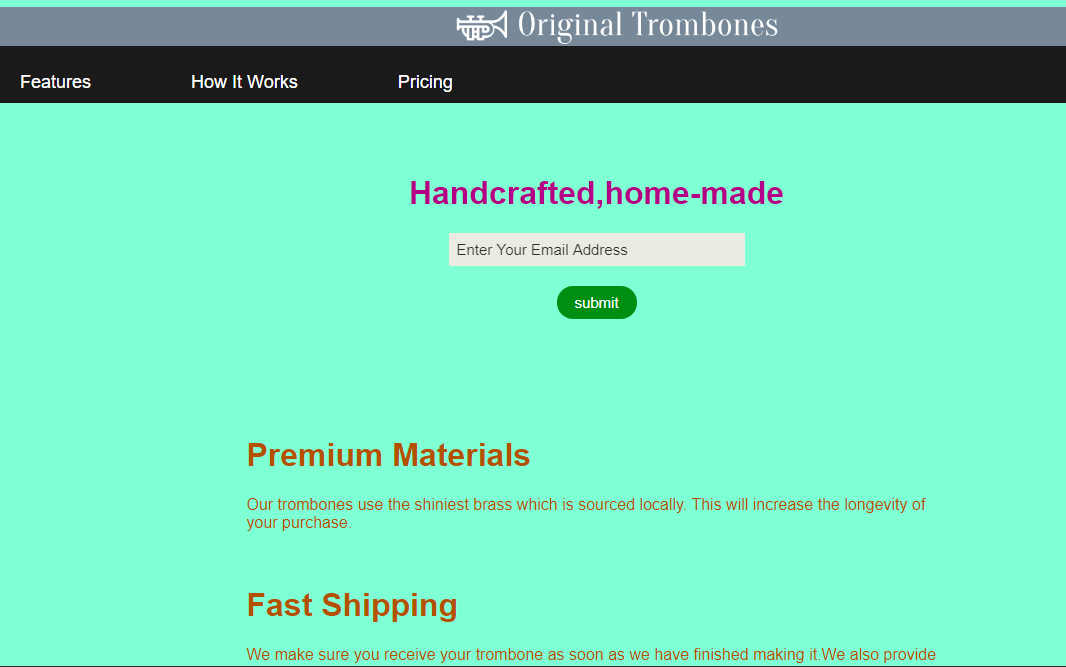 Original Trombones
Features How It Works Pricing
Handcrafted,home-made
Enter Your Email Address
submit
Premium Materials
Our trombones use the shiniest brass which is sourced locally. This will increase the longevity of
your purchase.
Fast Shipping
We make sure you receive your trombone as soon as we have finished making it.We also provide